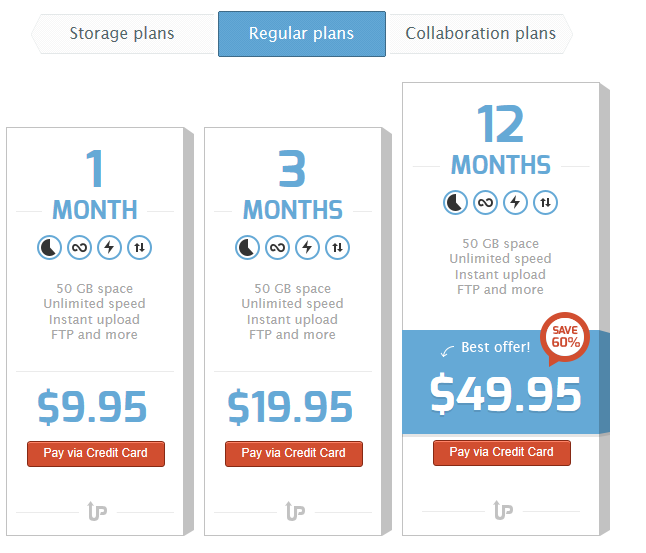 Storage plans
Regular plans
Collaboration plans
1
MONTH
50 GB space
Unlimited speed
Instant upload
FTP and more
$9.95
Pay via Credit Card
UP
3
MONTHS
50 GB space
Unlimited speed
Instant upload
FTP and more
$19.95
Pay via Credit Card
UP
12
MONTHS
50 GB space
Unlimited speed
Instant upload
FTP and more
SAVE
60%
Best offer!
$49.95
Pay via Credit Card
UP